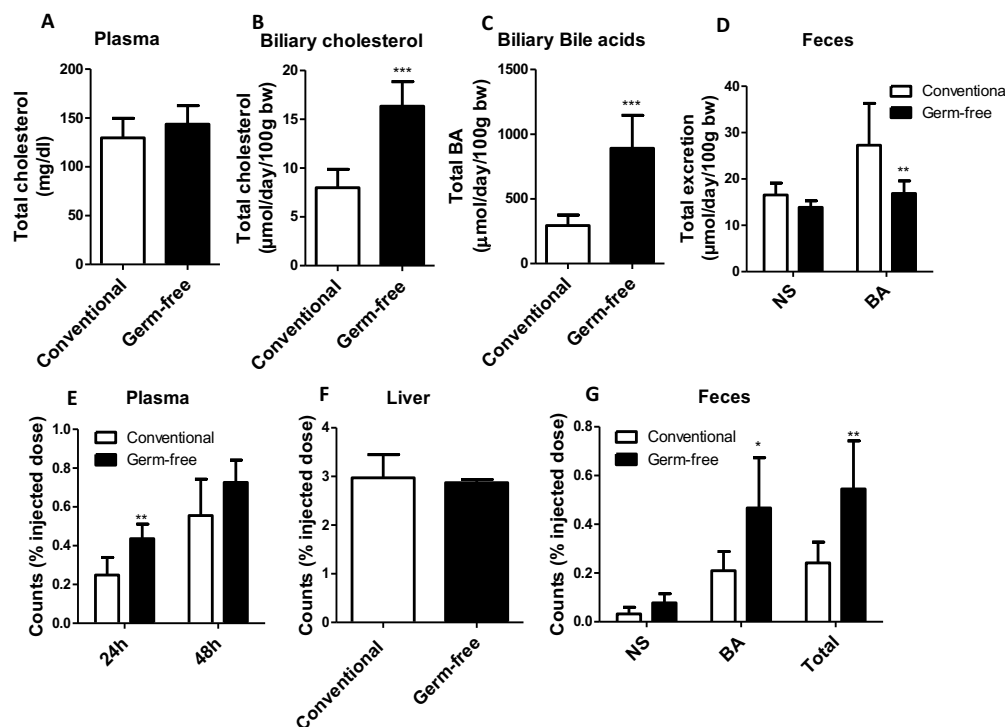 A
Plasma
Total cholesterol
(mg/dl)
200
150
100
50
0
Conventional
Germ-free
B
Biliary cholesterol
Total cholesterol
(µmol/day/100g bw)
20
15
10
5
0
***
Conventional
Germ-free
C
Biliary Bile acids
Total BA
(µmol/day/100g bw)
1500
1000
500
0
***
Conventional
Germ-free
D
Feces
Conventional
Germ-free
Total excretion
(µmol/day/100g bw)
40
30
20
10
0
**
NS
BA
E
Plasma
Conventional
Germ-free
Counts (% injected dose)
1.0
0.8
0.6
0.4
0.2
0.0
**
24h
48h
F
Liver
Counts (% injected dose)
4
3
2
1
0
Conventional
Germ-free
G
Feces
Conventional
Germ-free
Counts (% injected dose)
0.8
0.6
0.4
0.2
0.0
*
**
NS
BA
Total